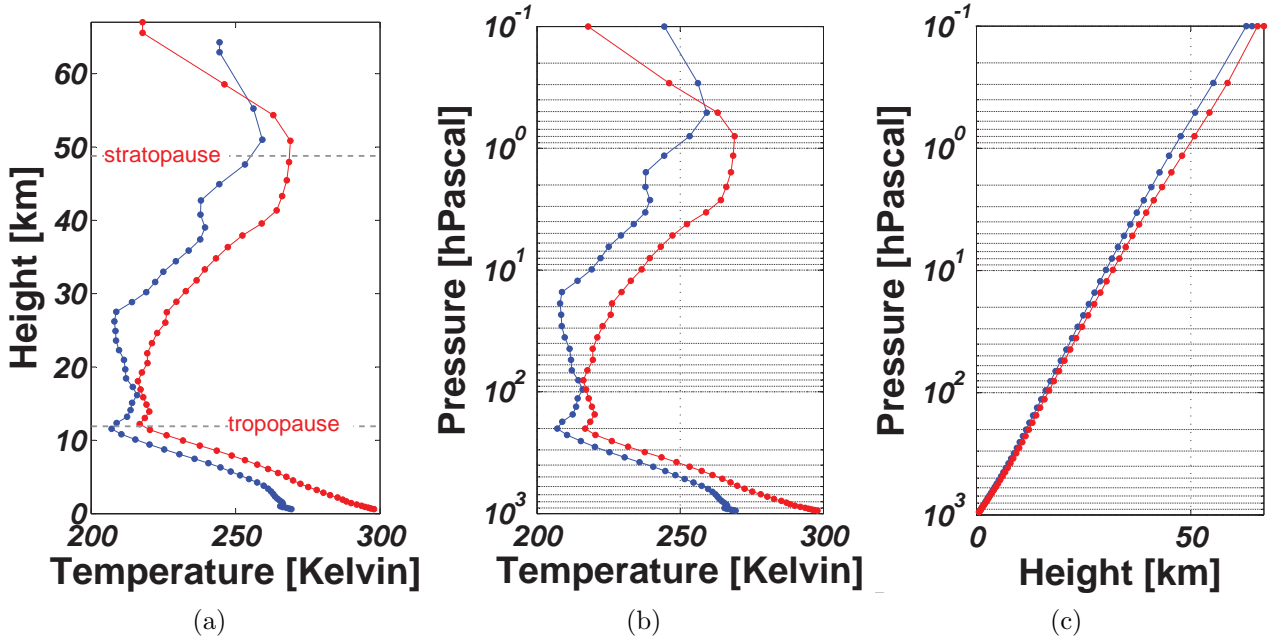 Height [km]
60
50
40
30
20
10
0
stratopause
tropopause
200 250 300
Temperature [Kelvin]
(a)
Pressure [hPascal]
10^-1
10^0
10^1
10^2
10^3
200 250 300
Temperature [Kelvin]
(b)
Pressure [hPascal]
10^-1
10^0
10^1
10^2
10^3
0 50
Height [km]
(c)